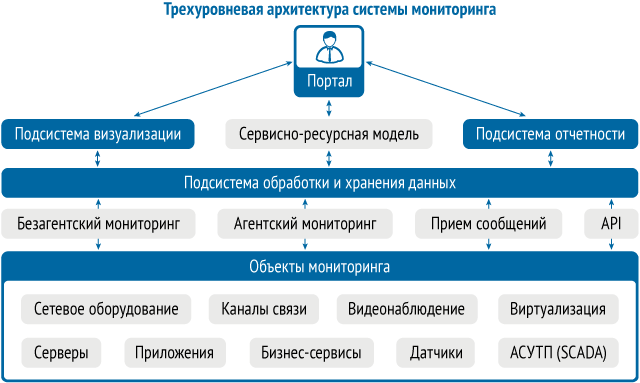 Трехуровневая архитектура системы мониторинга
Портал
Подсистема визуализации
Сервисно-ресурсная модель
Подсистема отчетности
Подсистема обработки и хранения данных
Безагентский мониторинг
Агентский мониторинг
Прием сообщений
API
Объекты мониторинга
Сетевое оборудование
Каналы связи
Видеонаблюдение
Виртуализация
Серверы
Приложения
Бизнес-сервисы
Датчики
АСУТП (SCADA)